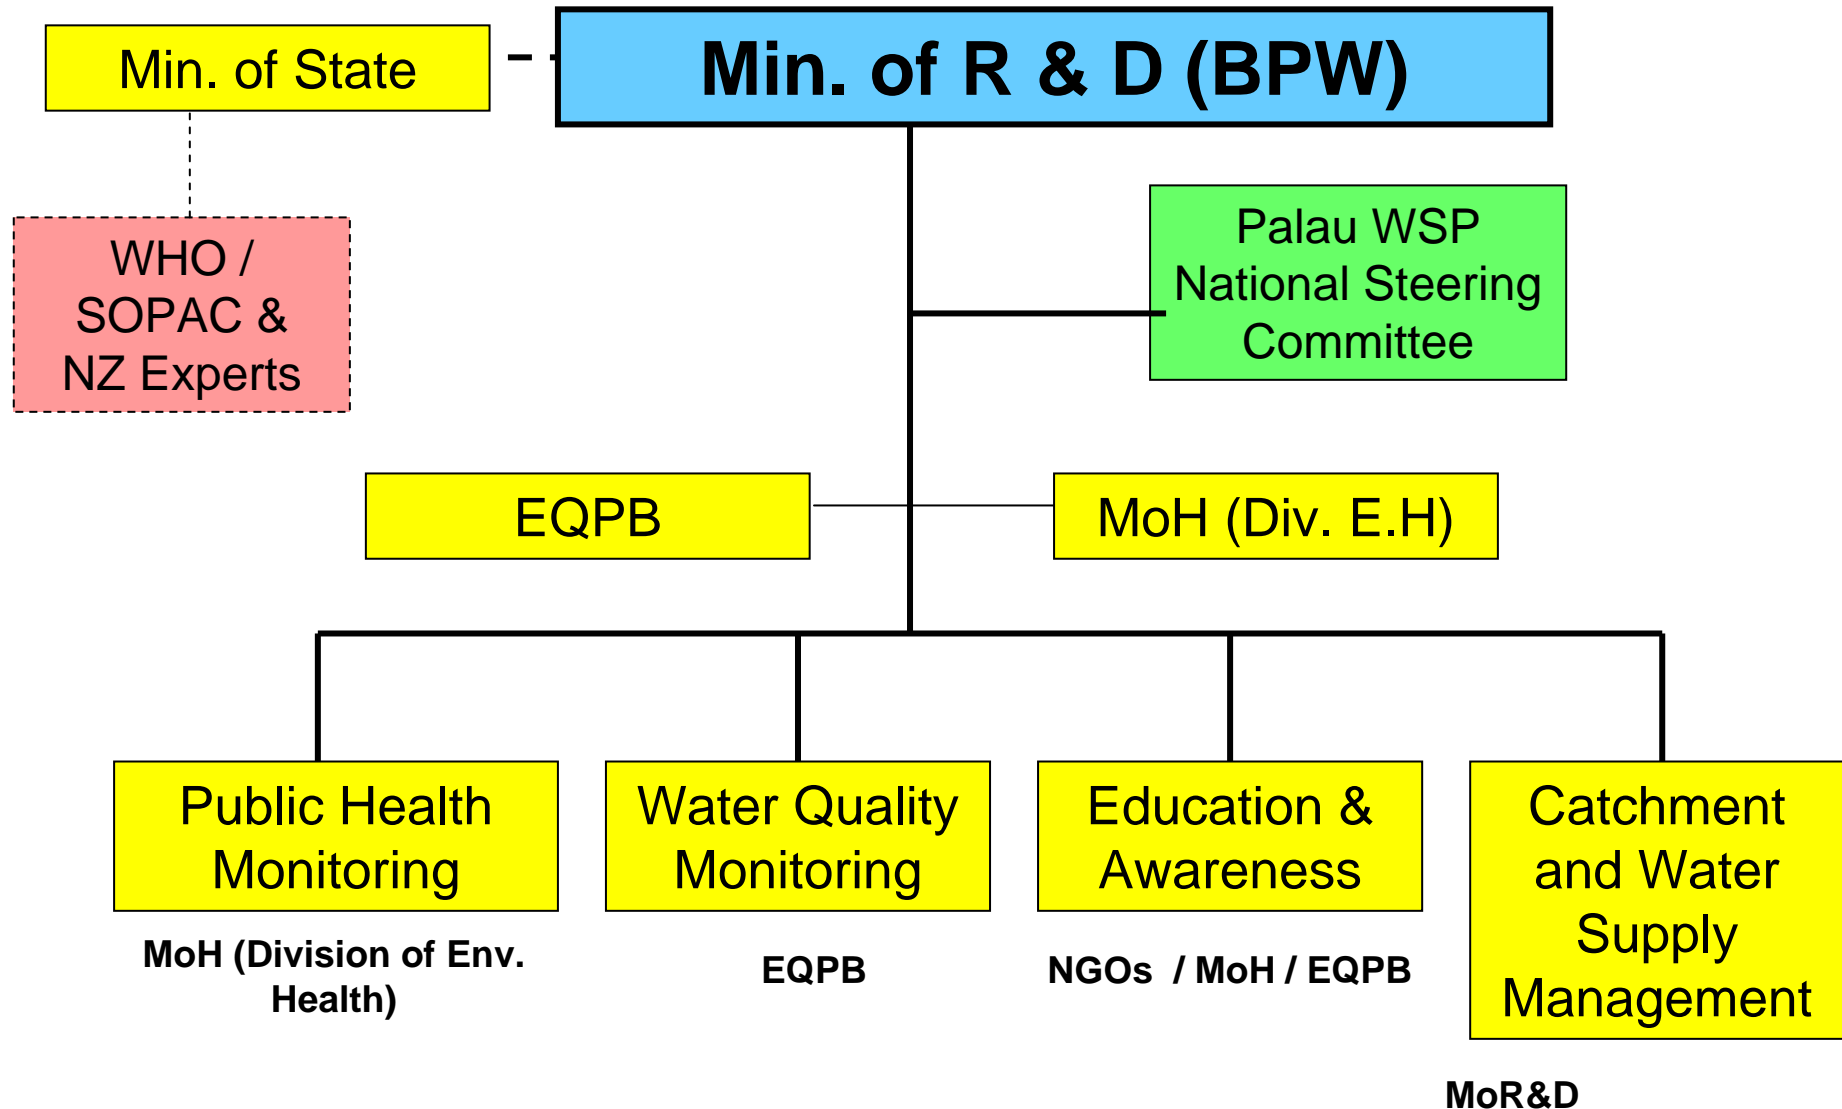 Min. of State
Min. of R & D (BPW)
WHO /
SOPAC &
NZ Experts
Palau WSP
National Steering
Committee
EQPB
MoH (Div. E.H)
Public Health
Monitoring
Water Quality
Monitoring
Education &
Awareness
Catchment
and Water
Supply
Management
MoH (Division of Env.
Health)
EQPB
NGOs / MoH / EQPB
MoR&D